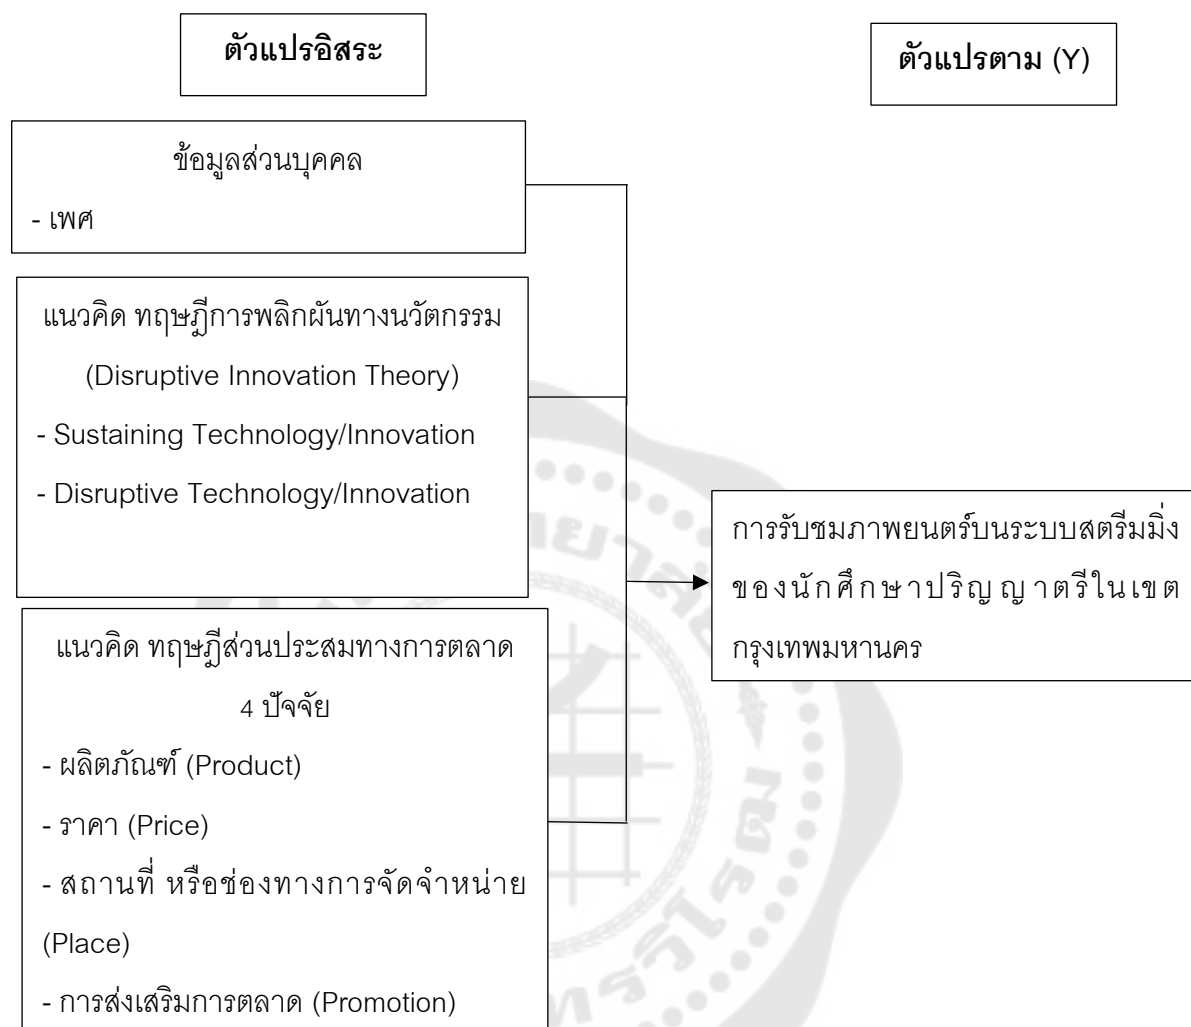 ตัวแปรอิสระ
ตัวแปรตาม (Y)
ข้อมูลส่วนบุคคล
- เพศ
แนวคิด ทฤษฎีการพลิกผันทางนวัตกรรม
(Disruptive Innovation Theory)
- Sustaining Technology/Innovation
- Disruptive Technology/Innovation
แนวคิด ทฤษฎีส่วนประสมทางการตลาด
4 ปัจจัย
- ผลิตภัณฑ์ (Product)
- ราคา (Price)
- สถานที่ หรือช่องทางการจัดจำหน่าย
(Place)
- การส่งเสริมการตลาด (Promotion)
การรับชมภาพยนตร์บนระบบสตรีมมิ่ง
ของนักศึกษาปริญญาตรีในเขต
กรุงเทพมหานคร